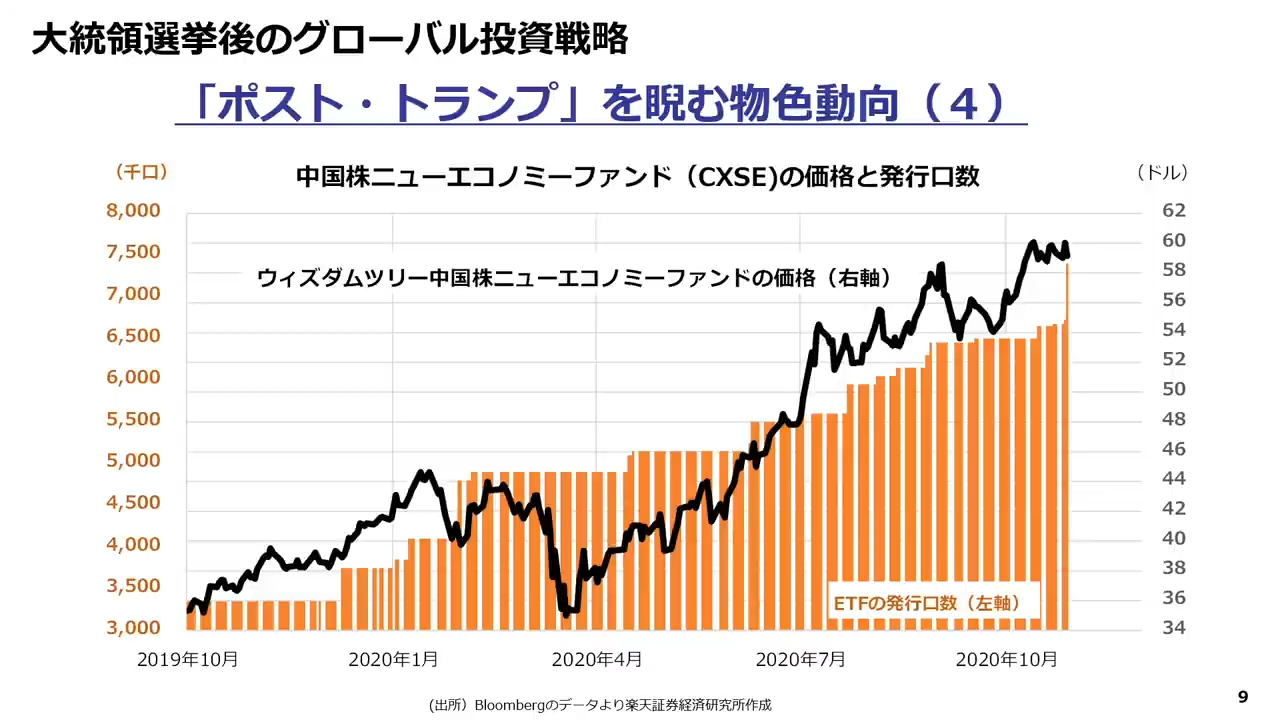 大統領選挙後のグローバル投資戦略
「ポスト・トランプ」を睨む物色動向（４）
（千口）
中国株ニューエコノミーファンド（CXSE)の価格と発行口数
（ドル）
8,000
7,500
7,000
6,500
6,000
5,500
5,000
4,500
4,000
3,500
3,000
62
60
58
56
54
52
50
48
46
44
42
40
38
36
34
ウィズダムツリー中国株ニューエコノミーファンドの価格（右軸）
ETFの発行口数（左軸）
2019年10月
2020年1月
2020年4月
2020年7月
2020年10月
(出所）Bloombergのデータより楽天証券経済研究所作成
9